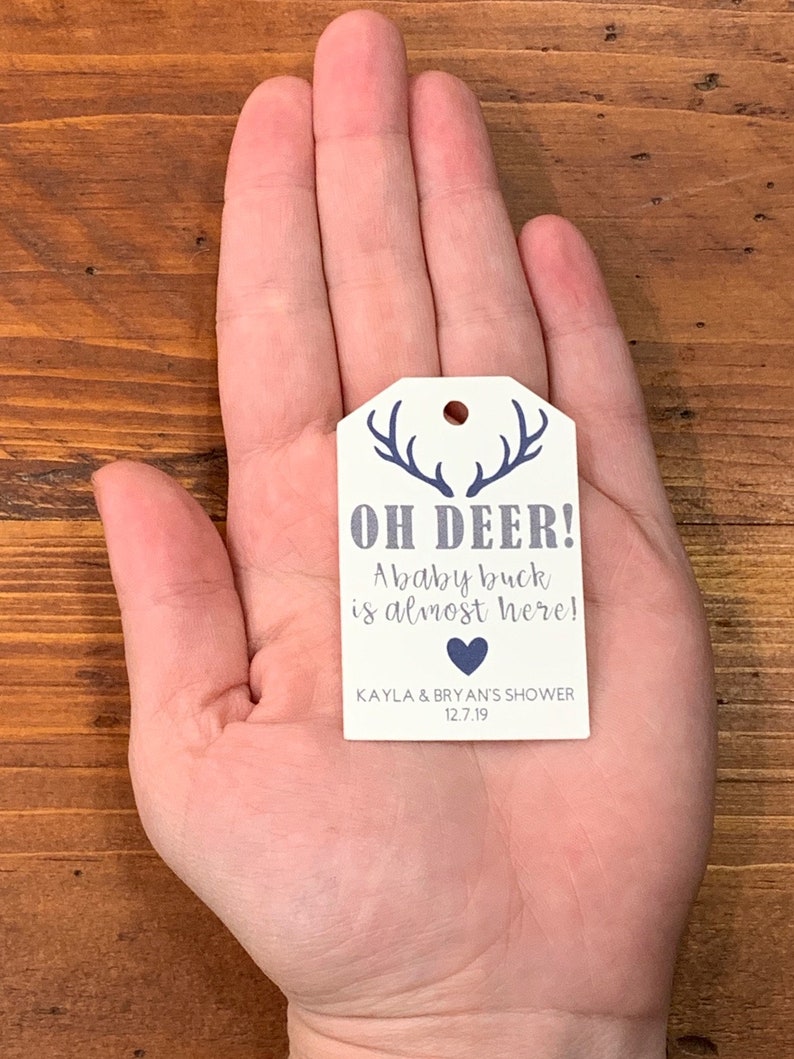 OH DEER!
A baby buck
is almost here!
KAYLA & BRYAN'S SHOWER
12.7.19